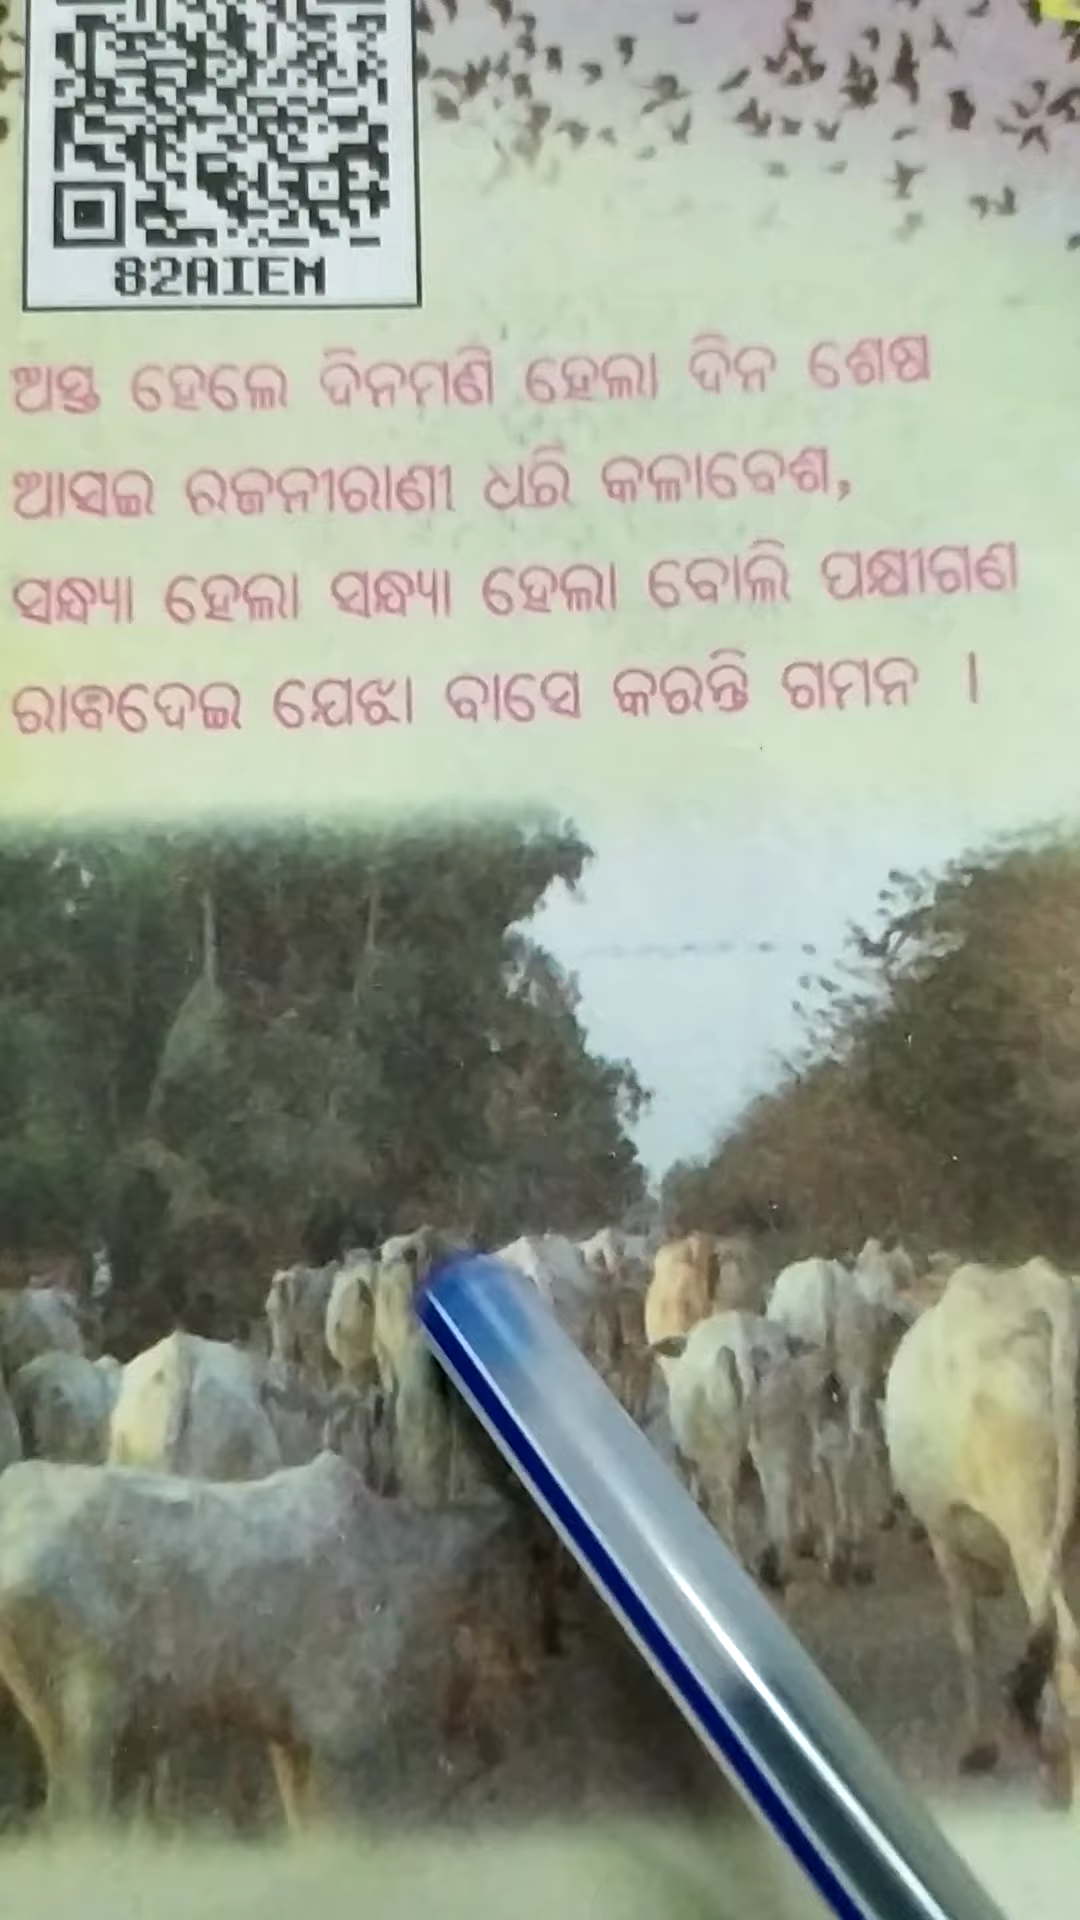 82AIEM
ଅସ୍ତ ହେଲେ ଦିନମଣି ହେଲା ଦିନ ଶେଷ
ଆସଇ ରଜନୀରାଣୀ ଧରି କଳାବେଶ,
ସନ୍ଧ୍ୟା ହେଲା ସନ୍ଧ୍ୟା ହେଲା ବୋଲି ପକ୍ଷୀଗଣ
ରାବଦେଇ ଯେଝା ବାସେ କରନ୍ତି ଗମନ ।